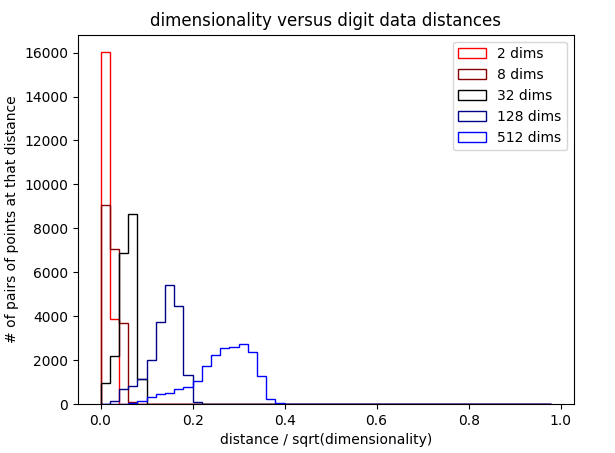 dimensionality versus digit data distances
2 dims
8 dims
32 dims
128 dims
512 dims
# of pairs of points at that distance
16000
14000
12000
10000
8000
6000
4000
2000
0
0.0 0.2 0.4 0.6 0.8 1.0
distance / sqrt(dimensionality)